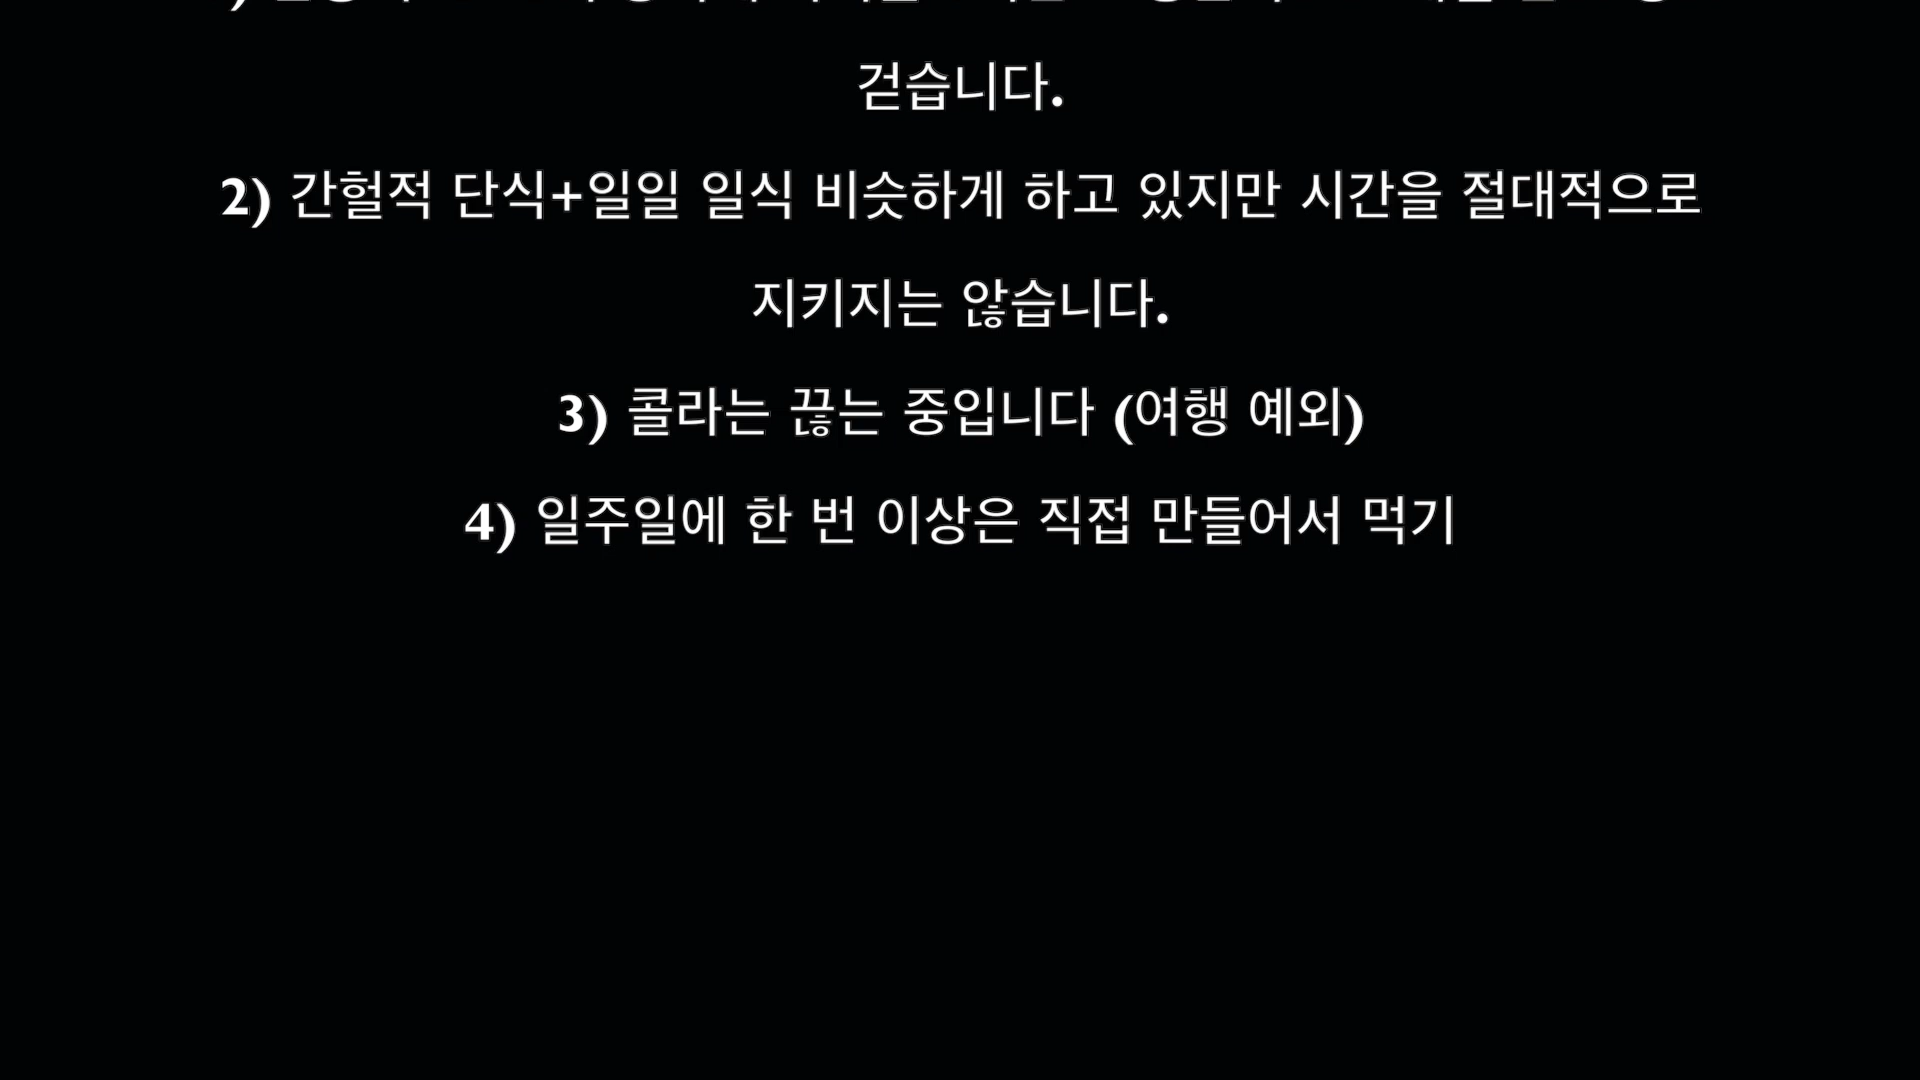 걷습니다.
2) 간헐적 단식+일일 일식 비슷하게 하고 있지만 시간을 절대적으로
지키지는 않습니다.
3) 콜라는 끊는 중입니다 (여행 예외)
4) 일주일에 한 번 이상은 직접 만들어서 먹기